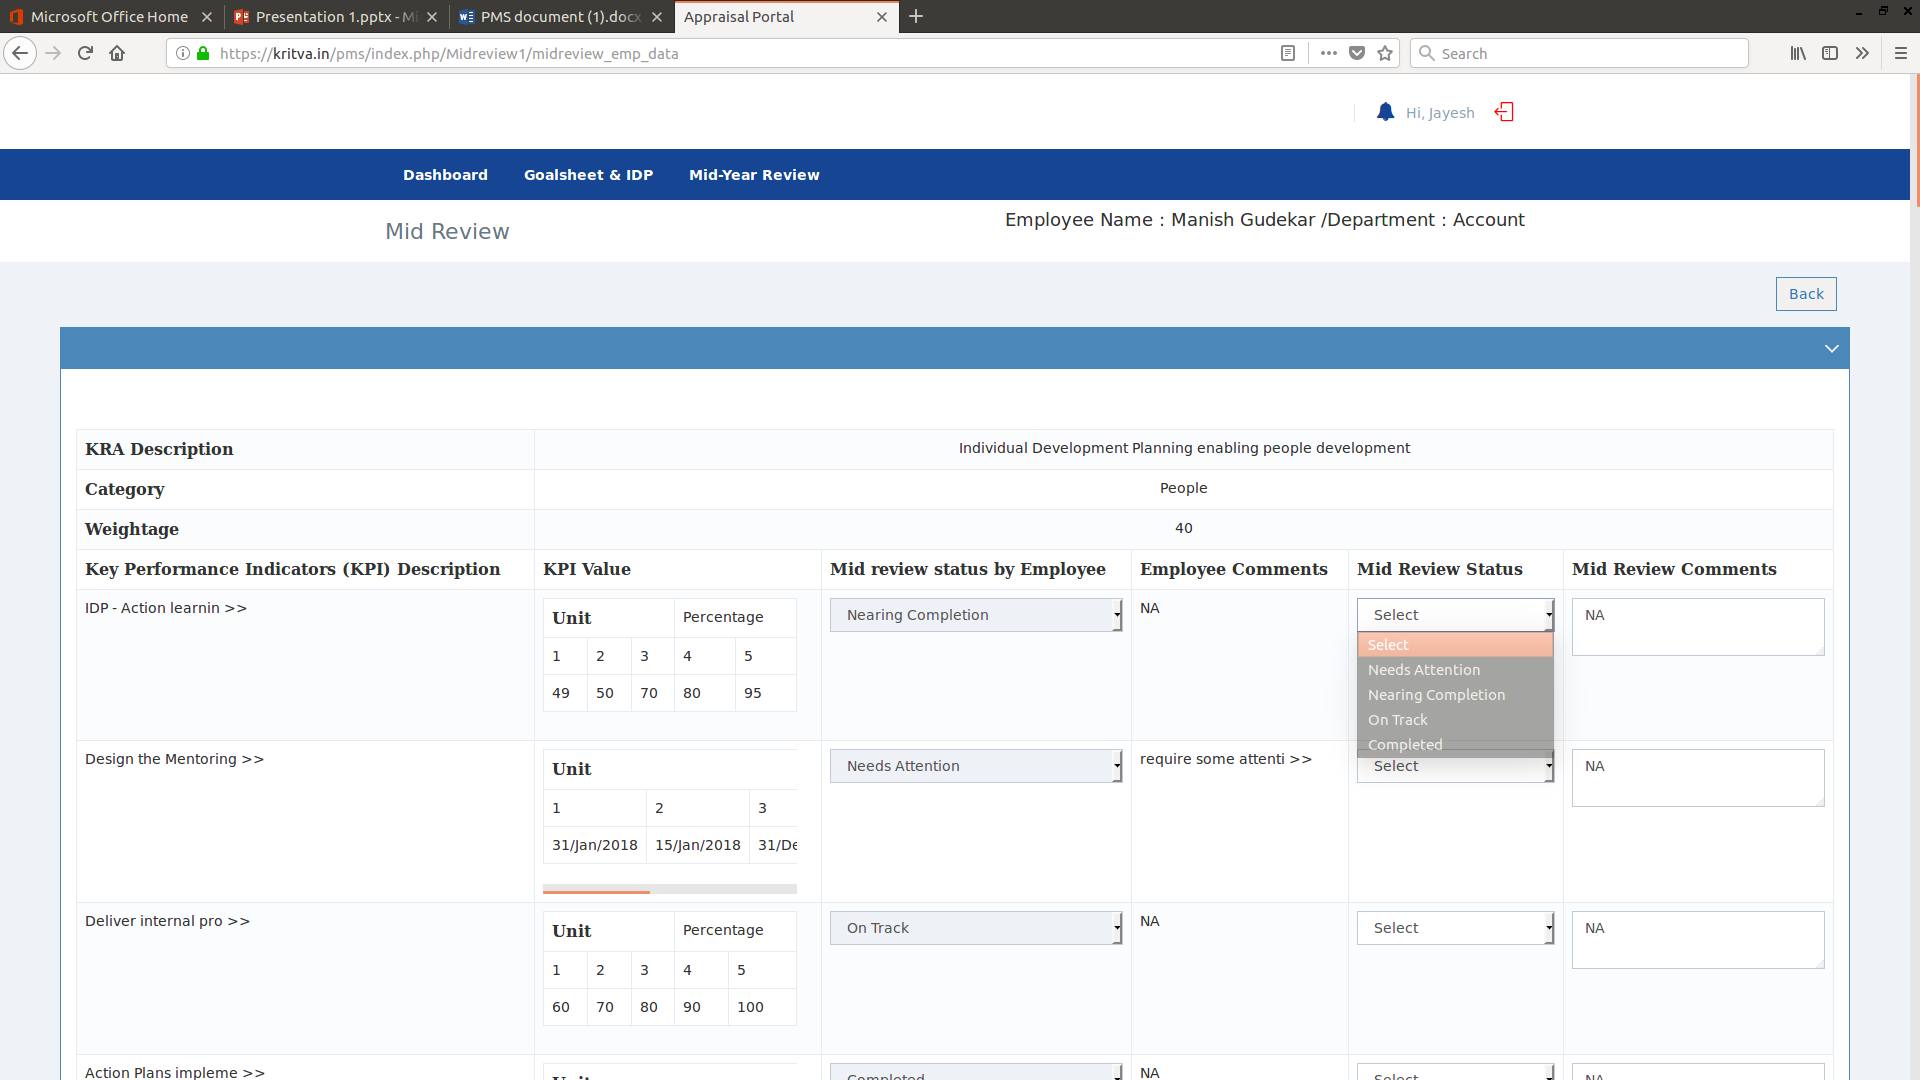 Microsoft Office Home
Presentation 1.pptx - Mi
PMS document (1).docx
Appraisal Portal
https://kritva.in/pms/index.php/Midreview1/midreview_emp_data
Search
Hi, Jayesh
Dashboard Goalsheet & IDP Mid-Year Review
Mid Review
Employee Name : Manish Gudekar /Department : Account
Back
KRA Description Individual Development Planning enabling people development
Category People
Weightage 40
Key Performance Indicators (KPI) Description KPI Value Mid review status by Employee Employee Comments Mid Review Status Mid Review Comments
IDP - Action learnin >>
Unit Percentage
1 2 3 4 5
49 50 70 80 95
Nearing Completion
NA
Select
Select
Needs Attention
Nearing Completion
On Track
Completed
NA
Design the Mentoring >>
Unit
1 2 3
31/Jan/2018 15/Jan/2018 31/De
Needs Attention
require some attenti >>
Select
NA
Deliver internal pro >>
Unit Percentage
1 2 3 4 5
60 70 80 90 100
On Track
NA
Select
NA
Action Plans impleme >>
Unit
Completed
NA
Select
NA